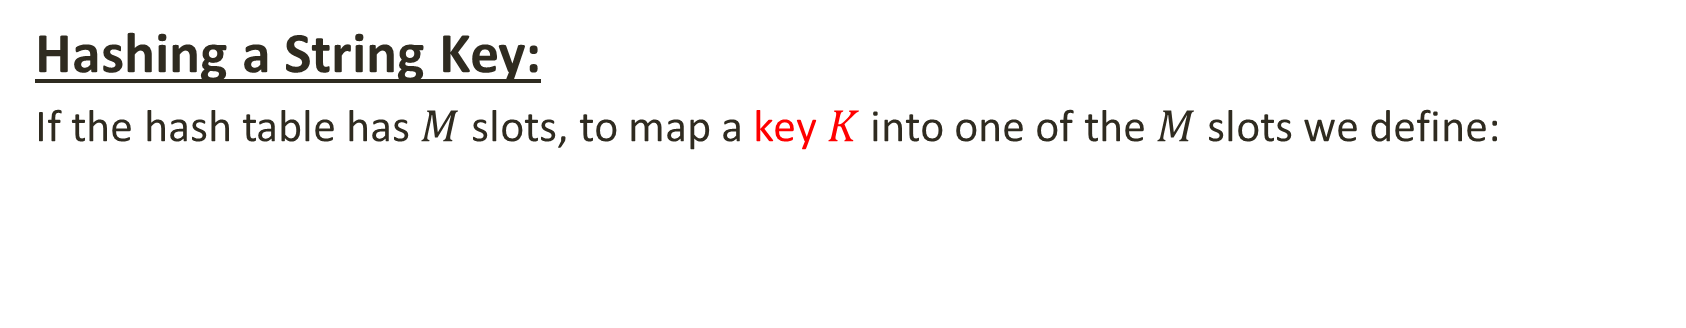 Hashing a String Key:
If the hash table has M slots, to map a key K into one of the M slots we define: